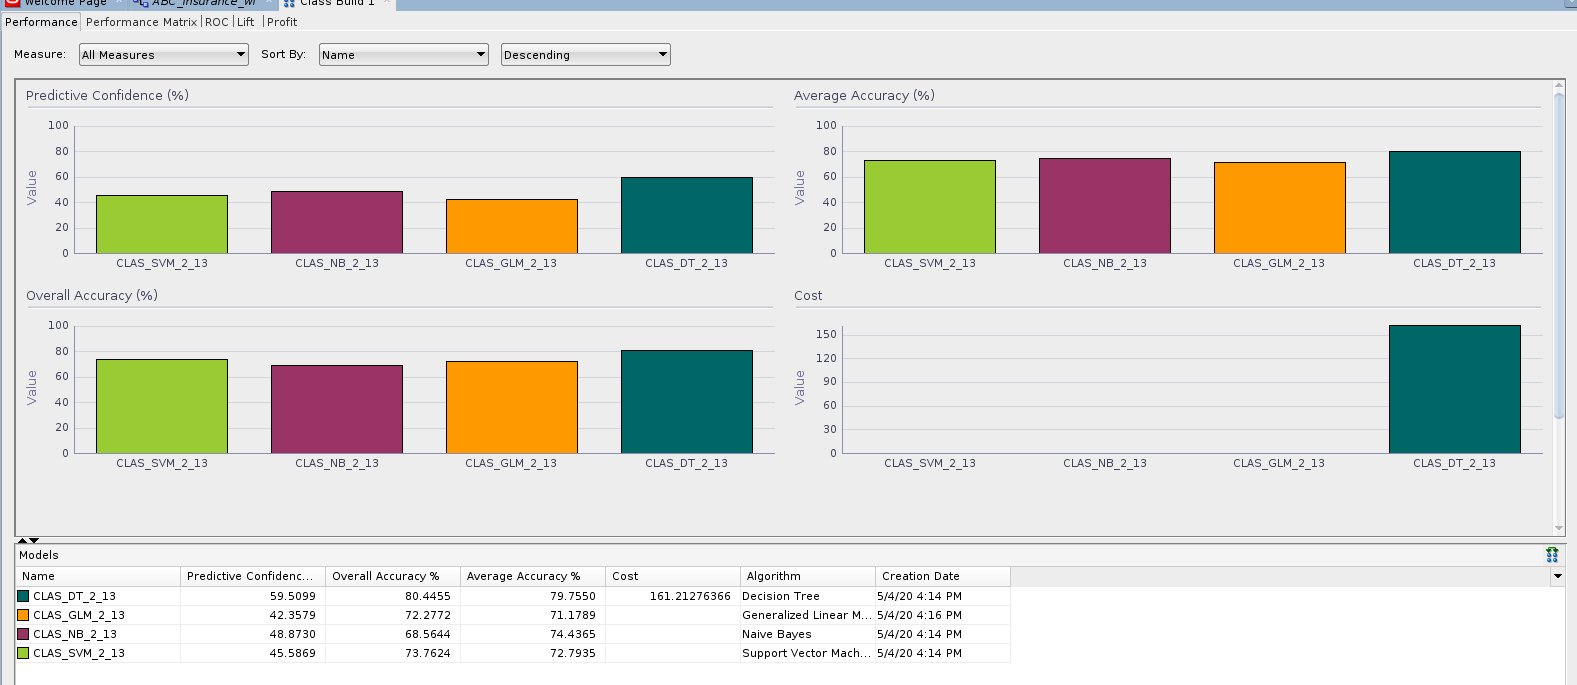 Welcome Page ABC_insurance_wf Class Build 1
Performance Performance Matrix ROC Lift Profit
Measure: All Measures Sort By: Name Descending
Predictive Confidence (%)
100
80
60
40
20
0
Value
CLAS_SVM_2_13 CLAS_NB_2_13 CLAS_GLM_2_13 CLAS_DT_2_13
Average Accuracy (%)
100
80
60
40
20
0
Value
CLAS_SVM_2_13 CLAS_NB_2_13 CLAS_GLM_2_13 CLAS_DT_2_13
Overall Accuracy (%)
100
80
60
40
20
0
Value
CLAS_SVM_2_13 CLAS_NB_2_13 CLAS_GLM_2_13 CLAS_DT_2_13
Cost
150
120
90
60
30
0
Value
CLAS_SVM_2_13 CLAS_NB_2_13 CLAS_GLM_2_13 CLAS_DT_2_13
Models
Name Predictive Confidenc... Overall Accuracy % Average Accuracy % Cost Algorithm Creation Date
CLAS_DT_2_13 59.5099 80.4455 79.7550 161.21276366 Decision Tree 5/4/20 4:14 PM
CLAS_GLM_2_13 42.3579 72.2772 71.1789 Generalized Linear M... 5/4/20 4:16 PM
CLAS_NB_2_13 48.8730 68.5644 74.4365 Naive Bayes 5/4/20 4:14 PM
CLAS_SVM_2_13 45.5869 73.7624 72.7935 Support Vector Mach... 5/4/20 4:14 PM